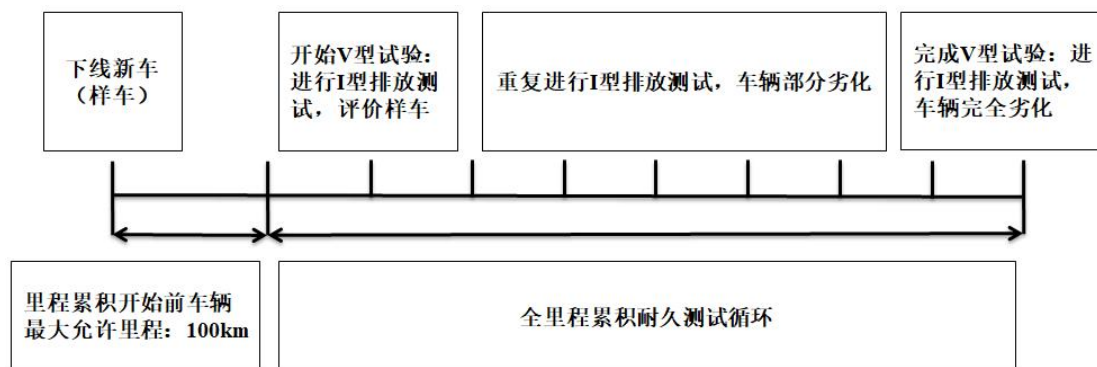 下线新车
（样车）
开始V型试验：
进行I型排放测
试，评价样车
重复进行I型排放测试，车辆部分劣化
完成V型试验：进
行I型排放测试，
车辆完全劣化
里程累积开始前车辆
最大允许里程：100km
全里程累积耐久测试循环